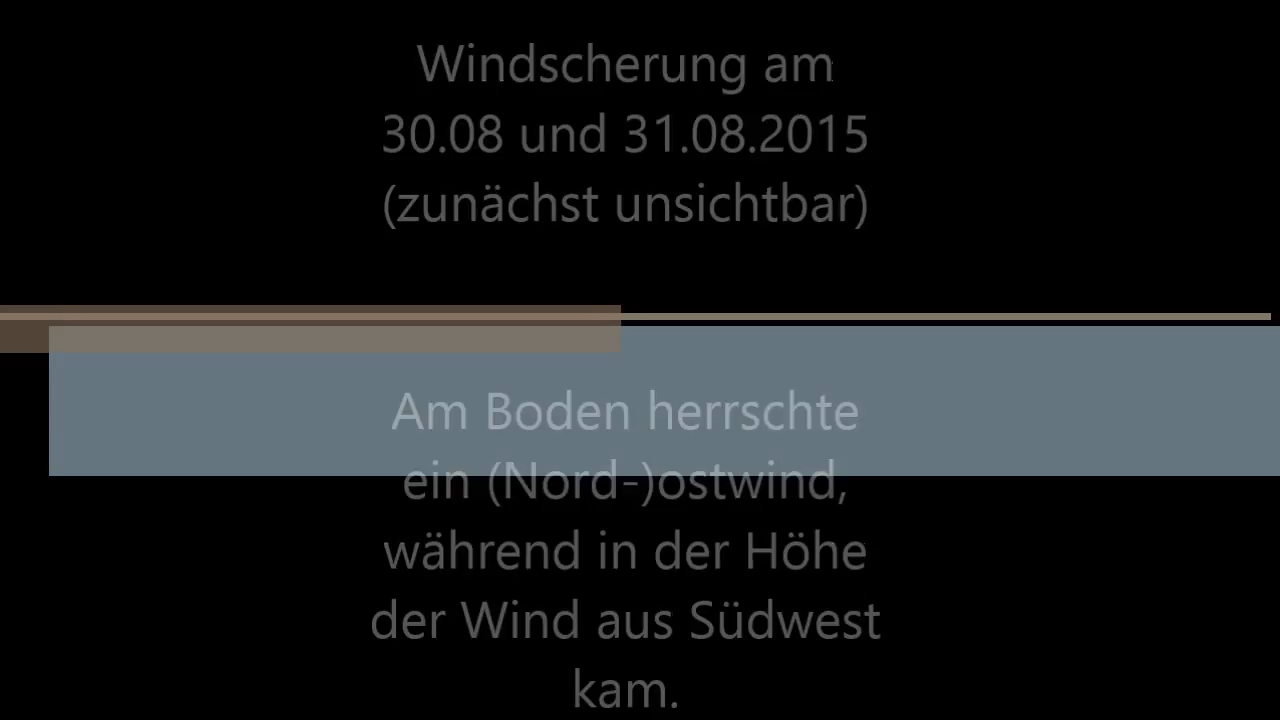 Windscherung am
30.08 und 31.08.2015
(zunächst unsichtbar)
Am Boden herrschte
ein (Nord-)ostwind,
während in der Höhe
der Wind aus Südwest
kam.